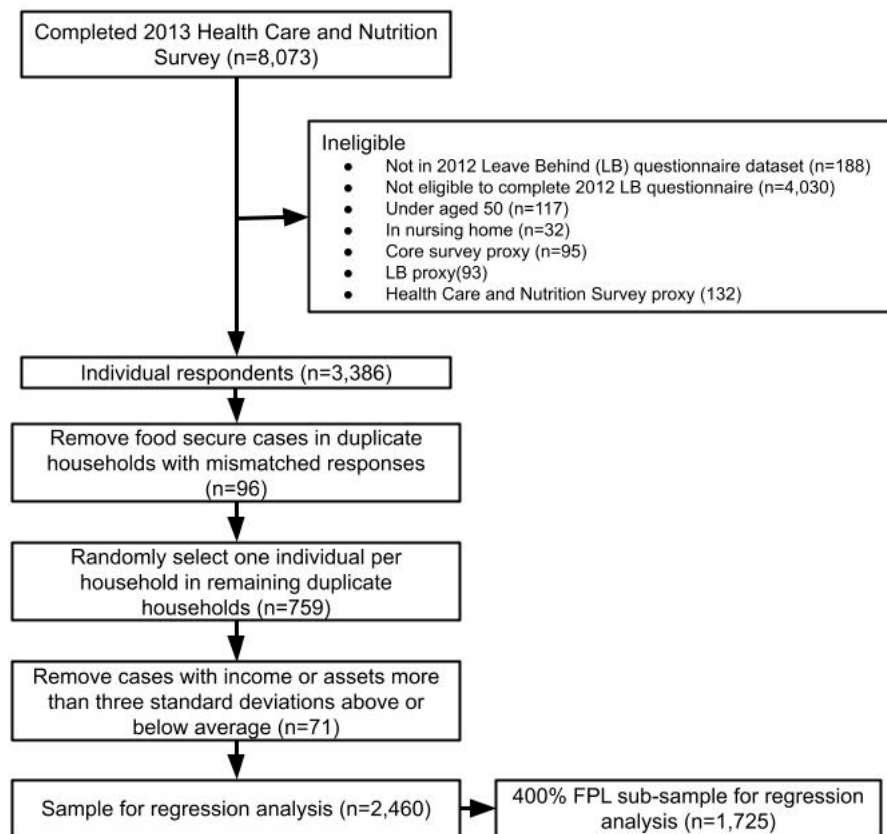 Completed 2013 Health Care and Nutrition
Survey (n=8,073)
Ineligible
● Not in 2012 Leave Behind (LB) questionnaire dataset (n=188)
● Not eligible to complete 2012 LB questionnaire (n=4,030)
● Under aged 50 (n=117)
● In nursing home (n=32)
● Core survey proxy (n=95)
● LB proxy(93)
● Health Care and Nutrition Survey proxy (132)
Individual respondents (n=3,386)
Remove food secure cases in duplicate
households with mismatched responses
(n=96)
Randomly select one individual per
household in remaining duplicate
households (n=759)
Remove cases with income or assets more
than three standard deviations above or
below average (n=71)
Sample for regression analysis (n=2,460)
400% FPL sub-sample for regression
analysis (n=1,725)